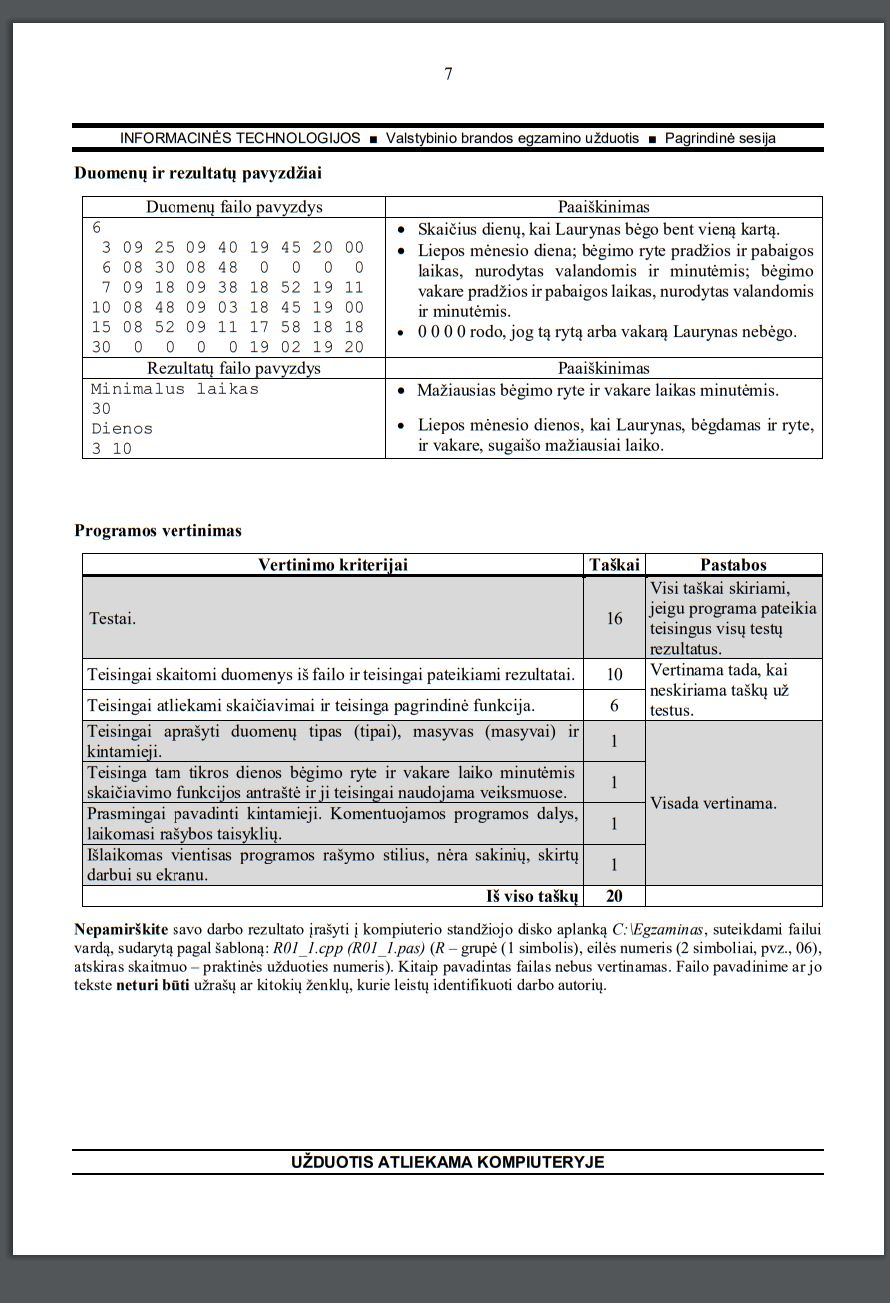 7
INFORMACINĖS TECHNOLOGIJOS ■ Valstybinio brandos egzamino užduotis ■ Pagrindinė sesija
Duomenų ir rezultatų pavyzdžiai
Duomenų failo pavyzdys
Paaiškinimas
6
3 09 25 09 40 19 45 20 00
6 08 30 08 48 0 0 0 0
7 09 18 09 38 18 52 19 11
10 08 48 09 03 18 45 19 00
15 08 52 09 11 17 58 18 18
30 0 0 0 0 19 02 19 20
• Skaičius dienų, kai Laurynas bėgo bent vieną kartą.
• Liepos mėnesio diena; bėgimo ryte pradžios ir pabaigos
laikas, nurodytas valandomis ir minutėmis; bėgimo
vakare pradžios ir pabaigos laikas, nurodytas valandomis
ir minutėmis.
• 0 0 0 0 rodo, jog tą rytą arba vakarą Laurynas nebėgo.
Rezultatų failo pavyzdys
Paaiškinimas
Minimalus laikas
30
Dienos
3 10
• Mažiausias bėgimo ryte ir vakare laikas minutėmis.
• Liepos mėnesio dienos, kai Laurynas, bėgdamas ir ryte,
ir vakare, sugaišo mažiausiai laiko.
Programos vertinimas
Vertinimo kriterijai
Taškai
Pastabos
Testai.
16
Visi taškai skiriami,
jeigu programa pateikia
teisingus visų testų
rezultatus.
Teisingai skaitomi duomenys iš failo ir teisingai pateikiami rezultatai.
10
Vertinama tada, kai
neskiriama taškų už
testus.
Teisingai atliekami skaičiavimai ir teisinga pagrindinė funkcija.
6
Teisingai aprašyti duomenų tipas (tipai), masyvas (masyvai) ir
kintamieji.
1
Teisinga tam tikros dienos bėgimo ryte ir vakare laiko minutėmis
skaičiavimo funkcijos antraštė ir ji teisingai naudojama veiksmuose.
1
Visada vertinama.
Prasmingai pavadinti kintamieji. Komentuojamos programos dalys,
laikomasi rašybos taisyklių.
1
Išlaikomas vientisas programos rašymo stilius, nėra sakinių, skirtų
darbui su ekranu.
1
Iš viso taškų
20
Nepamirškite savo darbo rezultato įrašyti į kompiuterio standžiojo disko aplanką C:\Egzaminas, suteikdami failui
vardą, sudarytą pagal šabloną: R01_1.cpp (R01_1.pas) (R – grupė (1 simbolis), eilės numeris (2 simboliai, pvz., 06),
atskiras skaitmuo – praktinės užduoties numeris). Kitaip pavadintas failas nebus vertinamas. Failo pavadinime ar jo
tekste neturi būti užrašų ar kitokių ženklų, kurie leistų identifikuoti darbo autorių.
UŽDUOTIS ATLIEKAMA KOMPIUTERYJE